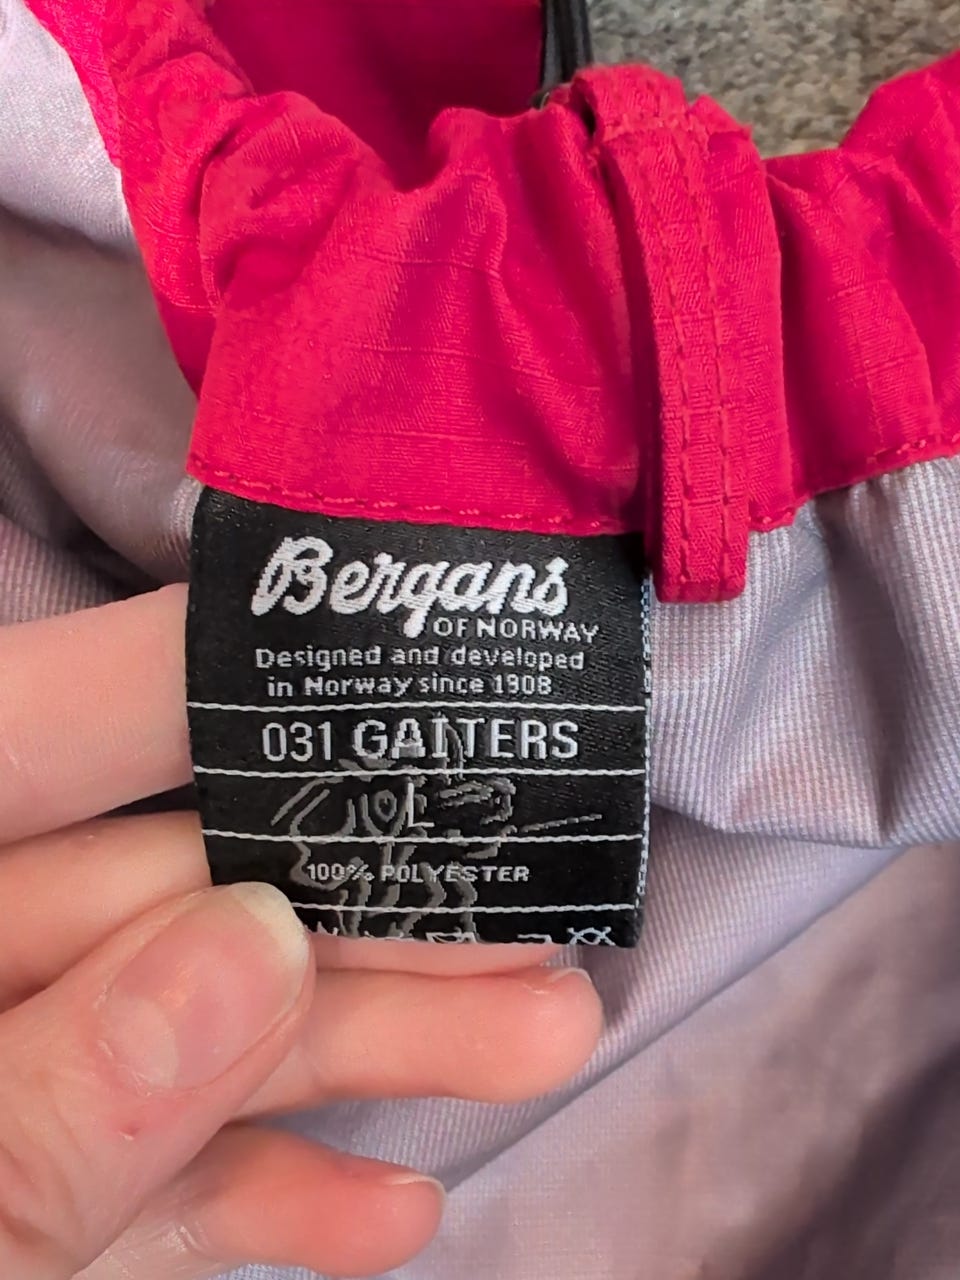 Bergans
OF NORWAY
Designed and developed
in Norway since 1908
031 GAITERS
L
100% POLYESTER